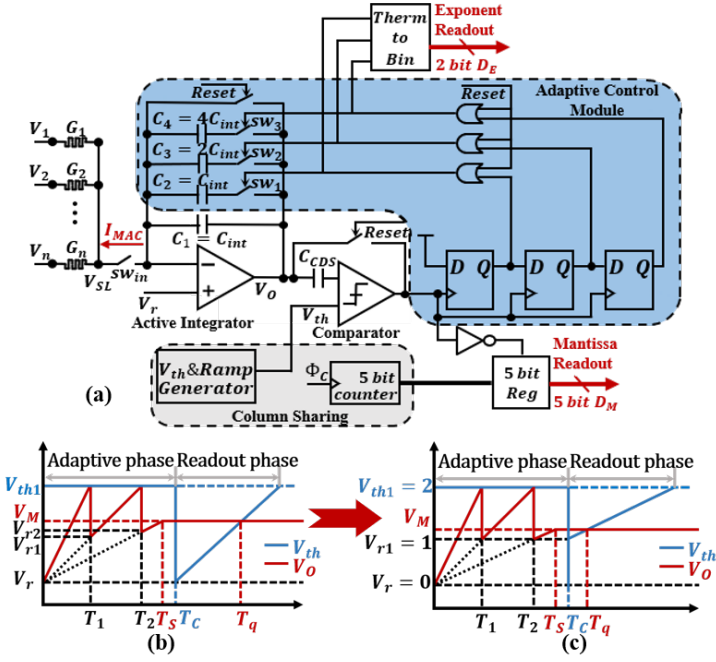 Exponent
Readout
2 bit D_E
Therm
to
Bin
Reset
Reset
Adaptive Control
Module
C_4 = 4C_int
sw_3
C_3 = 2C_int
sw_2
C_2 = C_int
sw_1
C_1 = C_int
V_1
G_1
V_2
G_2
V_n
G_n
I_MAC
V_SL
sw_in
V_r
Active Integrator
V_O
C_CDS
Reset
V_th
Comparator
D Q
D Q
D Q
V_th&Ramp
Generator
Φ_C
5 bit
counter
Column Sharing
5 bit
Reg
Mantissa
Readout
5 bit D_M
(a)
Adaptive phase
Readout phase
V_th1
V_M
V_r2
V_r1
V_r
V_th
V_O
T_1
T_2
T_S
T_C
T_q
(b)
Adaptive phase
Readout phase
V_th1 = 2
V_M
V_r1 = 1
V_r = 0
V_th
V_O
T_1
T_2
T_S
T_C
T_q
(c)